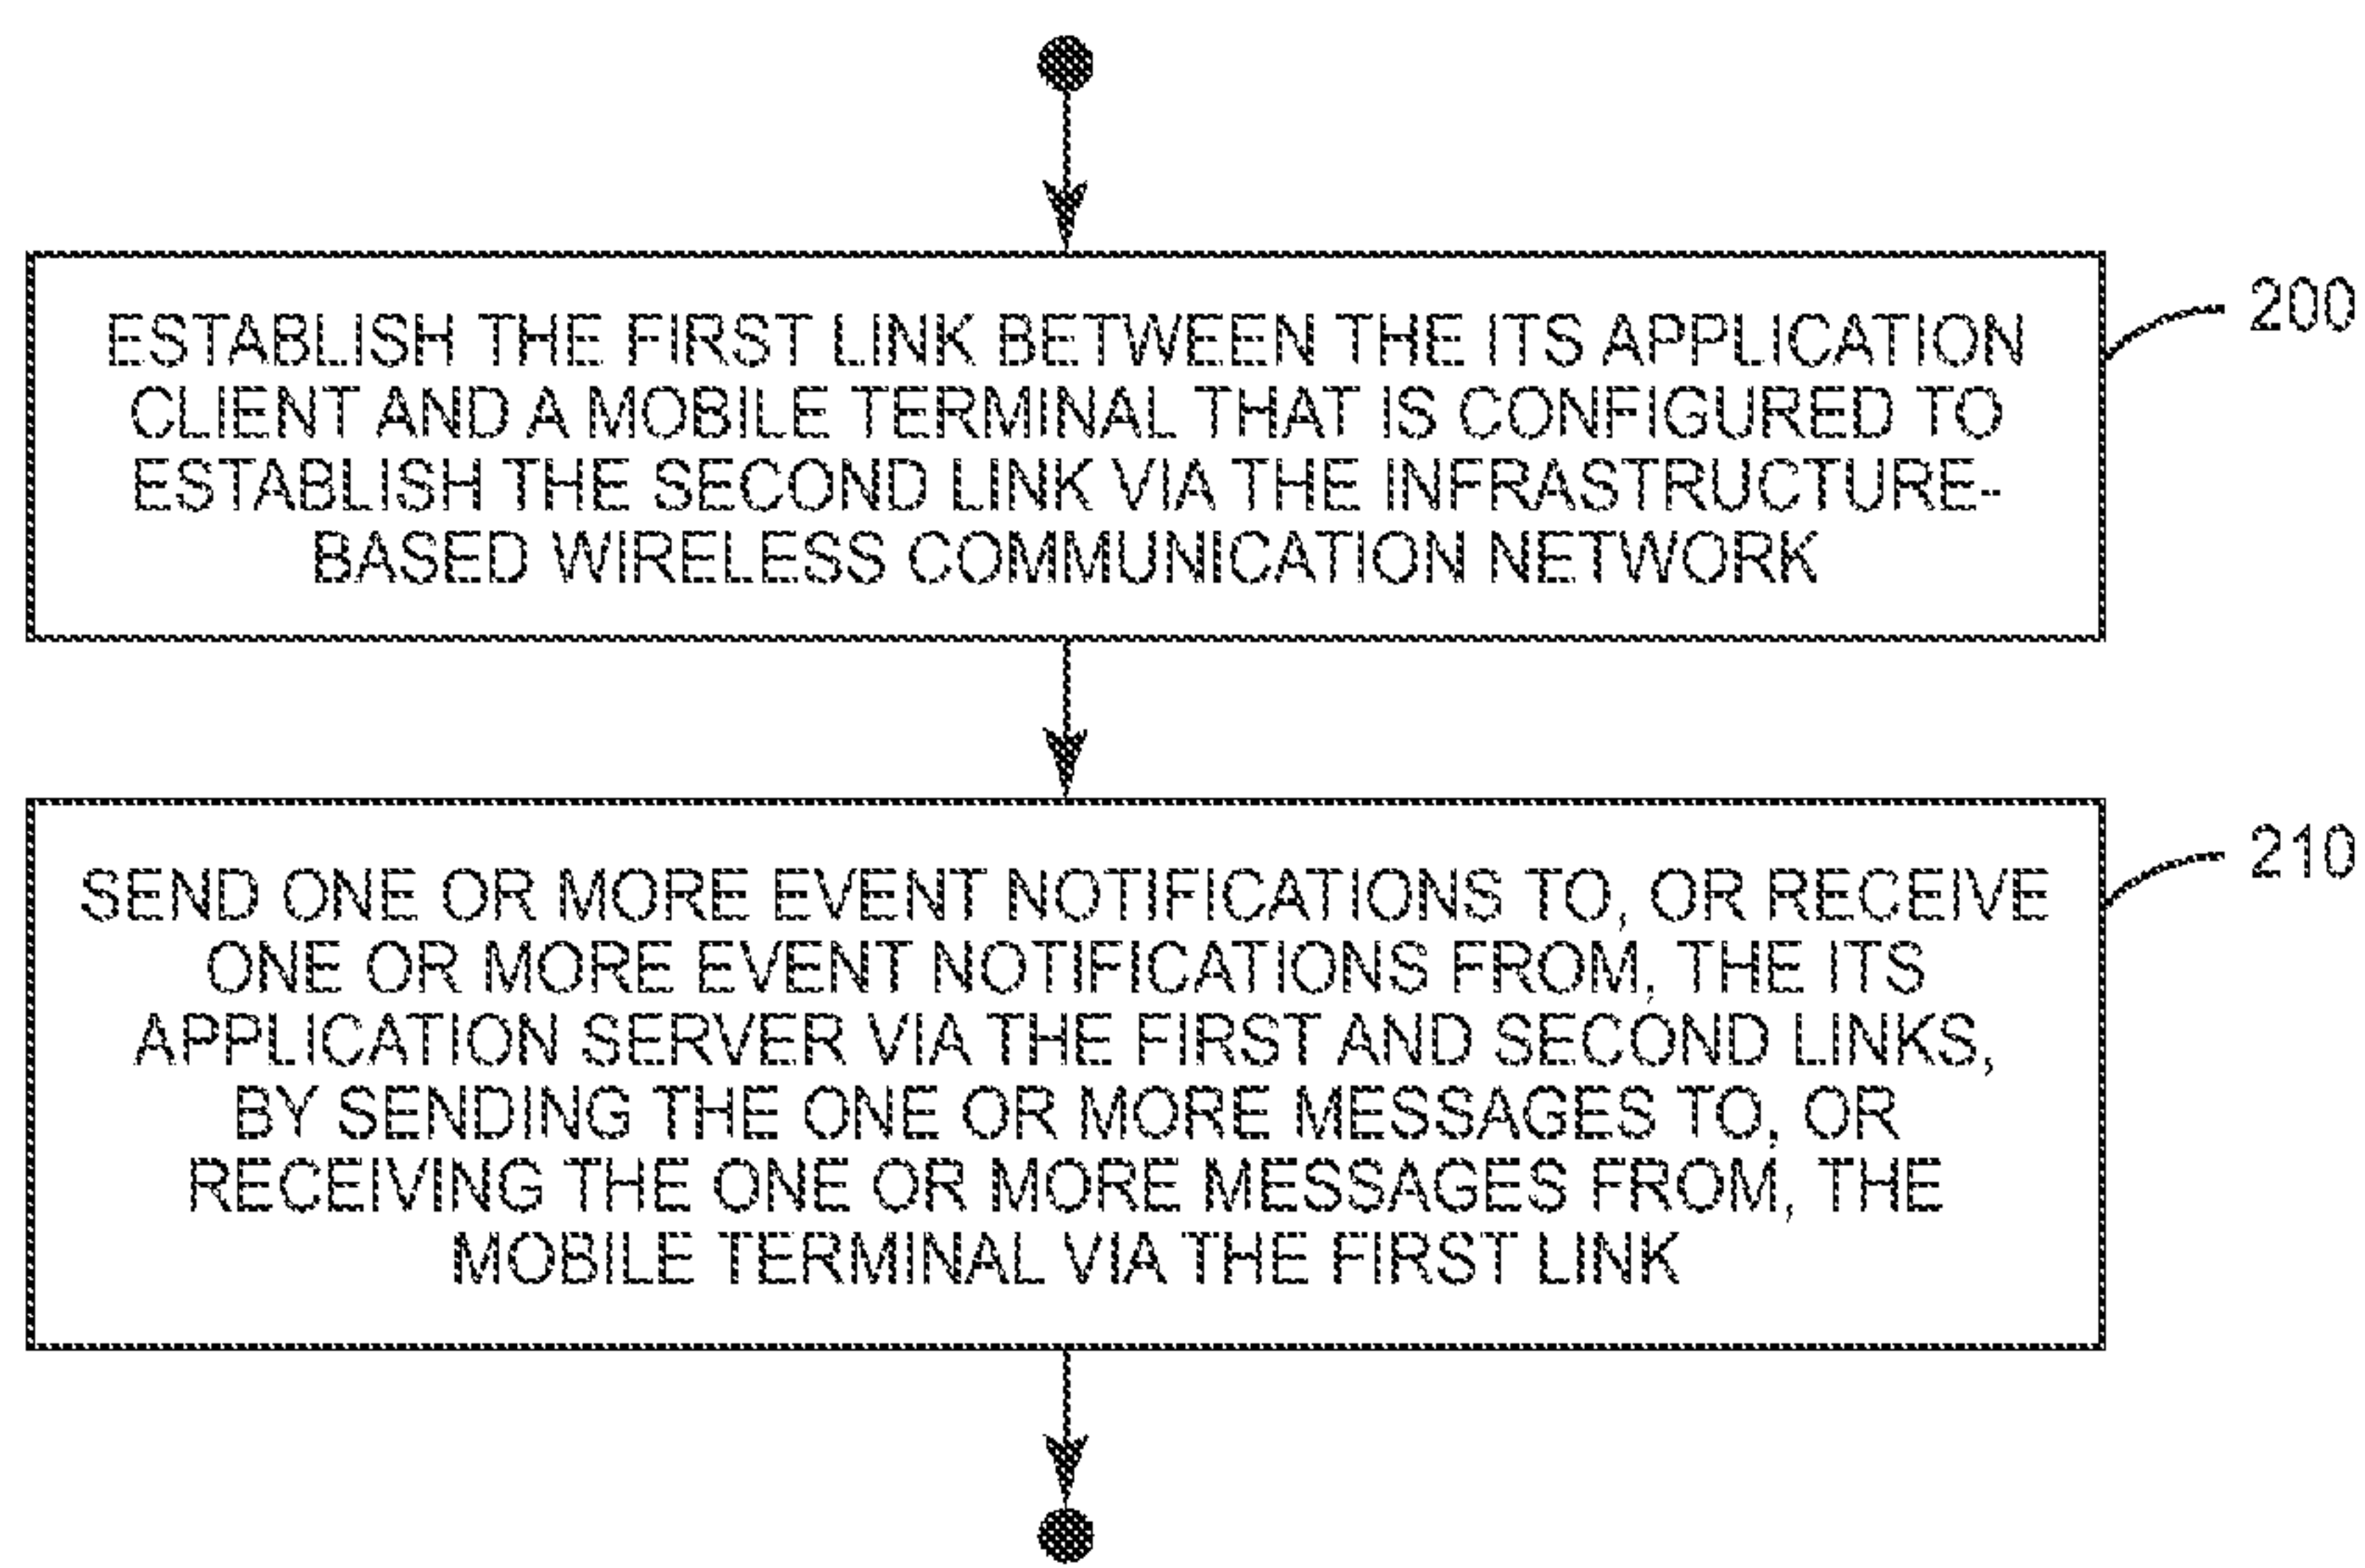 ESTABLISH THE FIRST LINK BETWEEN THE ITS APPLICATION
CLIENT AND A MOBILE TERMINAL THAT IS CONFIGURED TO
ESTABLISH THE SECOND LINK VIA THE INFRASTRUCTURE-
BASED WIRELESS COMMUNICATION NETWORK
200
SEND ONE OR MORE EVENT NOTIFICATIONS TO, OR RECEIVE
ONE OR MORE EVENT NOTIFICATIONS FROM, THE ITS
APPLICATION SERVER VIA THE FIRST AND SECOND LINKS,
BY SENDING THE ONE OR MORE MESSAGES TO, OR
RECEIVING THE ONE OR MORE MESSAGES FROM, THE
MOBILE TERMINAL VIA THE FIRST LINK
210